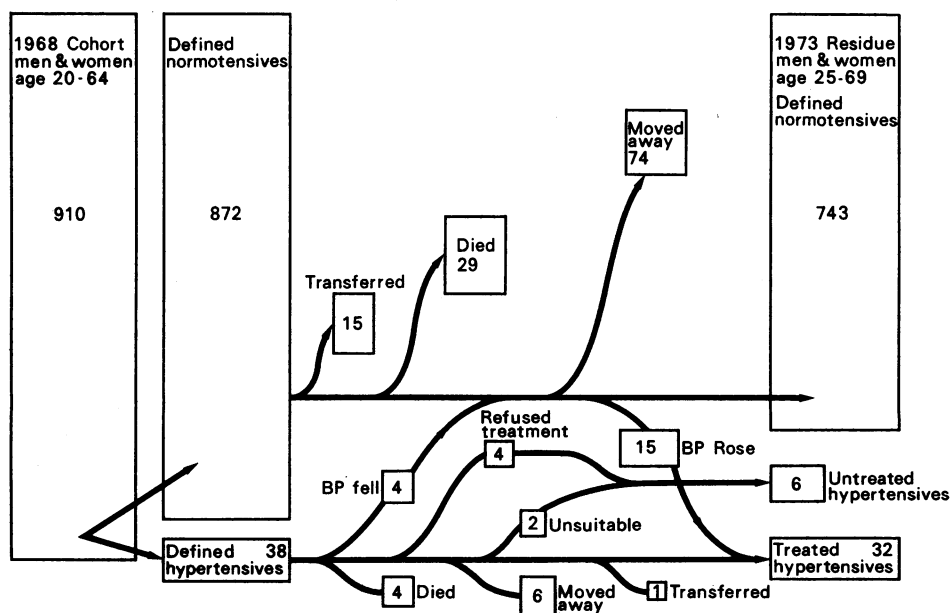 1968 Cohort
men & women
age 20-64
910
Defined
normotensives
872
Transferred
15
Died
29
Moved
away
74
1973 Residue
men & women
age 25-69
Defined
normotensives
743
BP fell 4
Refused
treatment
4
15 BP Rose
2 Unsuitable
6 Untreated
hypertensives
Defined 38
hypertensives
4 Died
6 Moved
away
1 Transferred
Treated 32
hypertensives